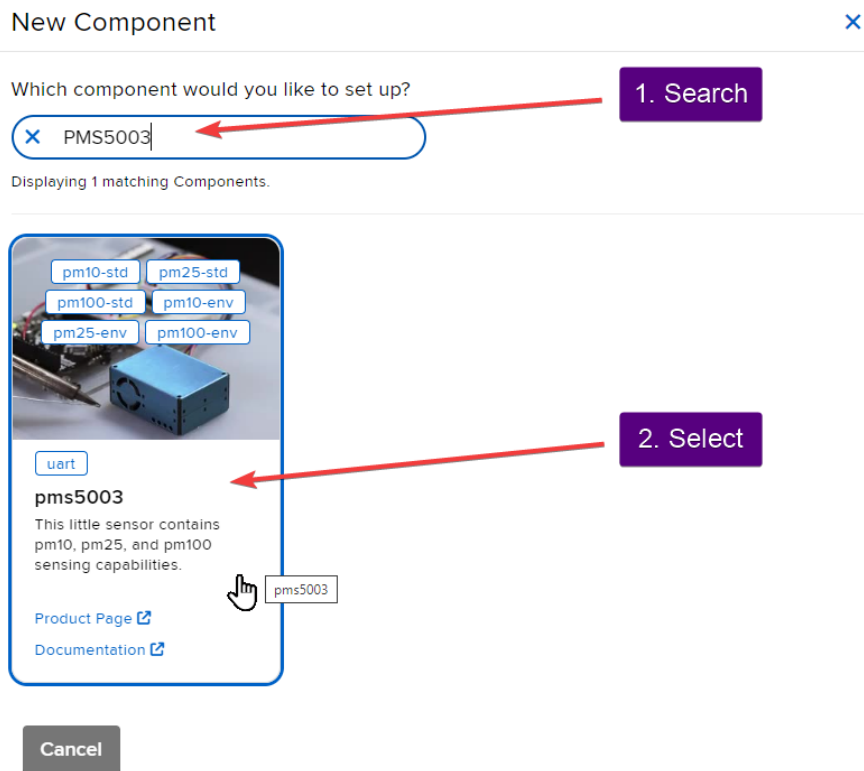 New Component
Which component would you like to set up?
1. Search
PMS5003
Displaying 1 matching Components.
pm10-std pm25-std
pm100-std pm10-env
pm25-env pm100-env
2. Select
uart
pms5003
This little sensor contains
pm10, pm25, and pm100
sensing capabilities.
pms5003
Product Page
Documentation
Cancel